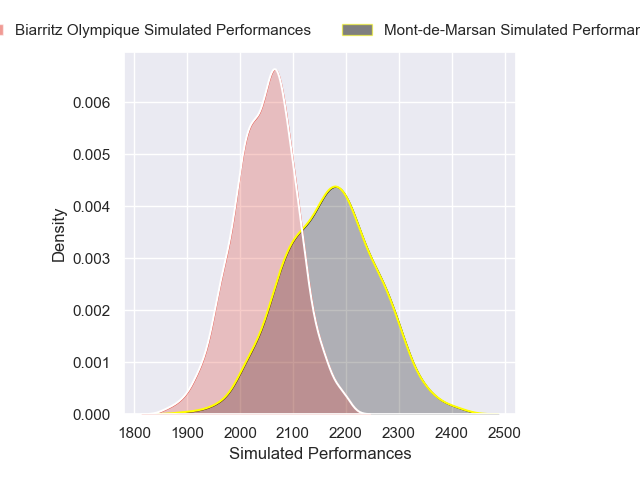 Biarritz Olympique Simulated Performances
Mont-de-Marsan Simulated
0.006
0.005
0.004
0.003
0.002
0.001
0.000
Density
1800 1900 2000 2100 2200 2300 2400 2500
Simulated Performances